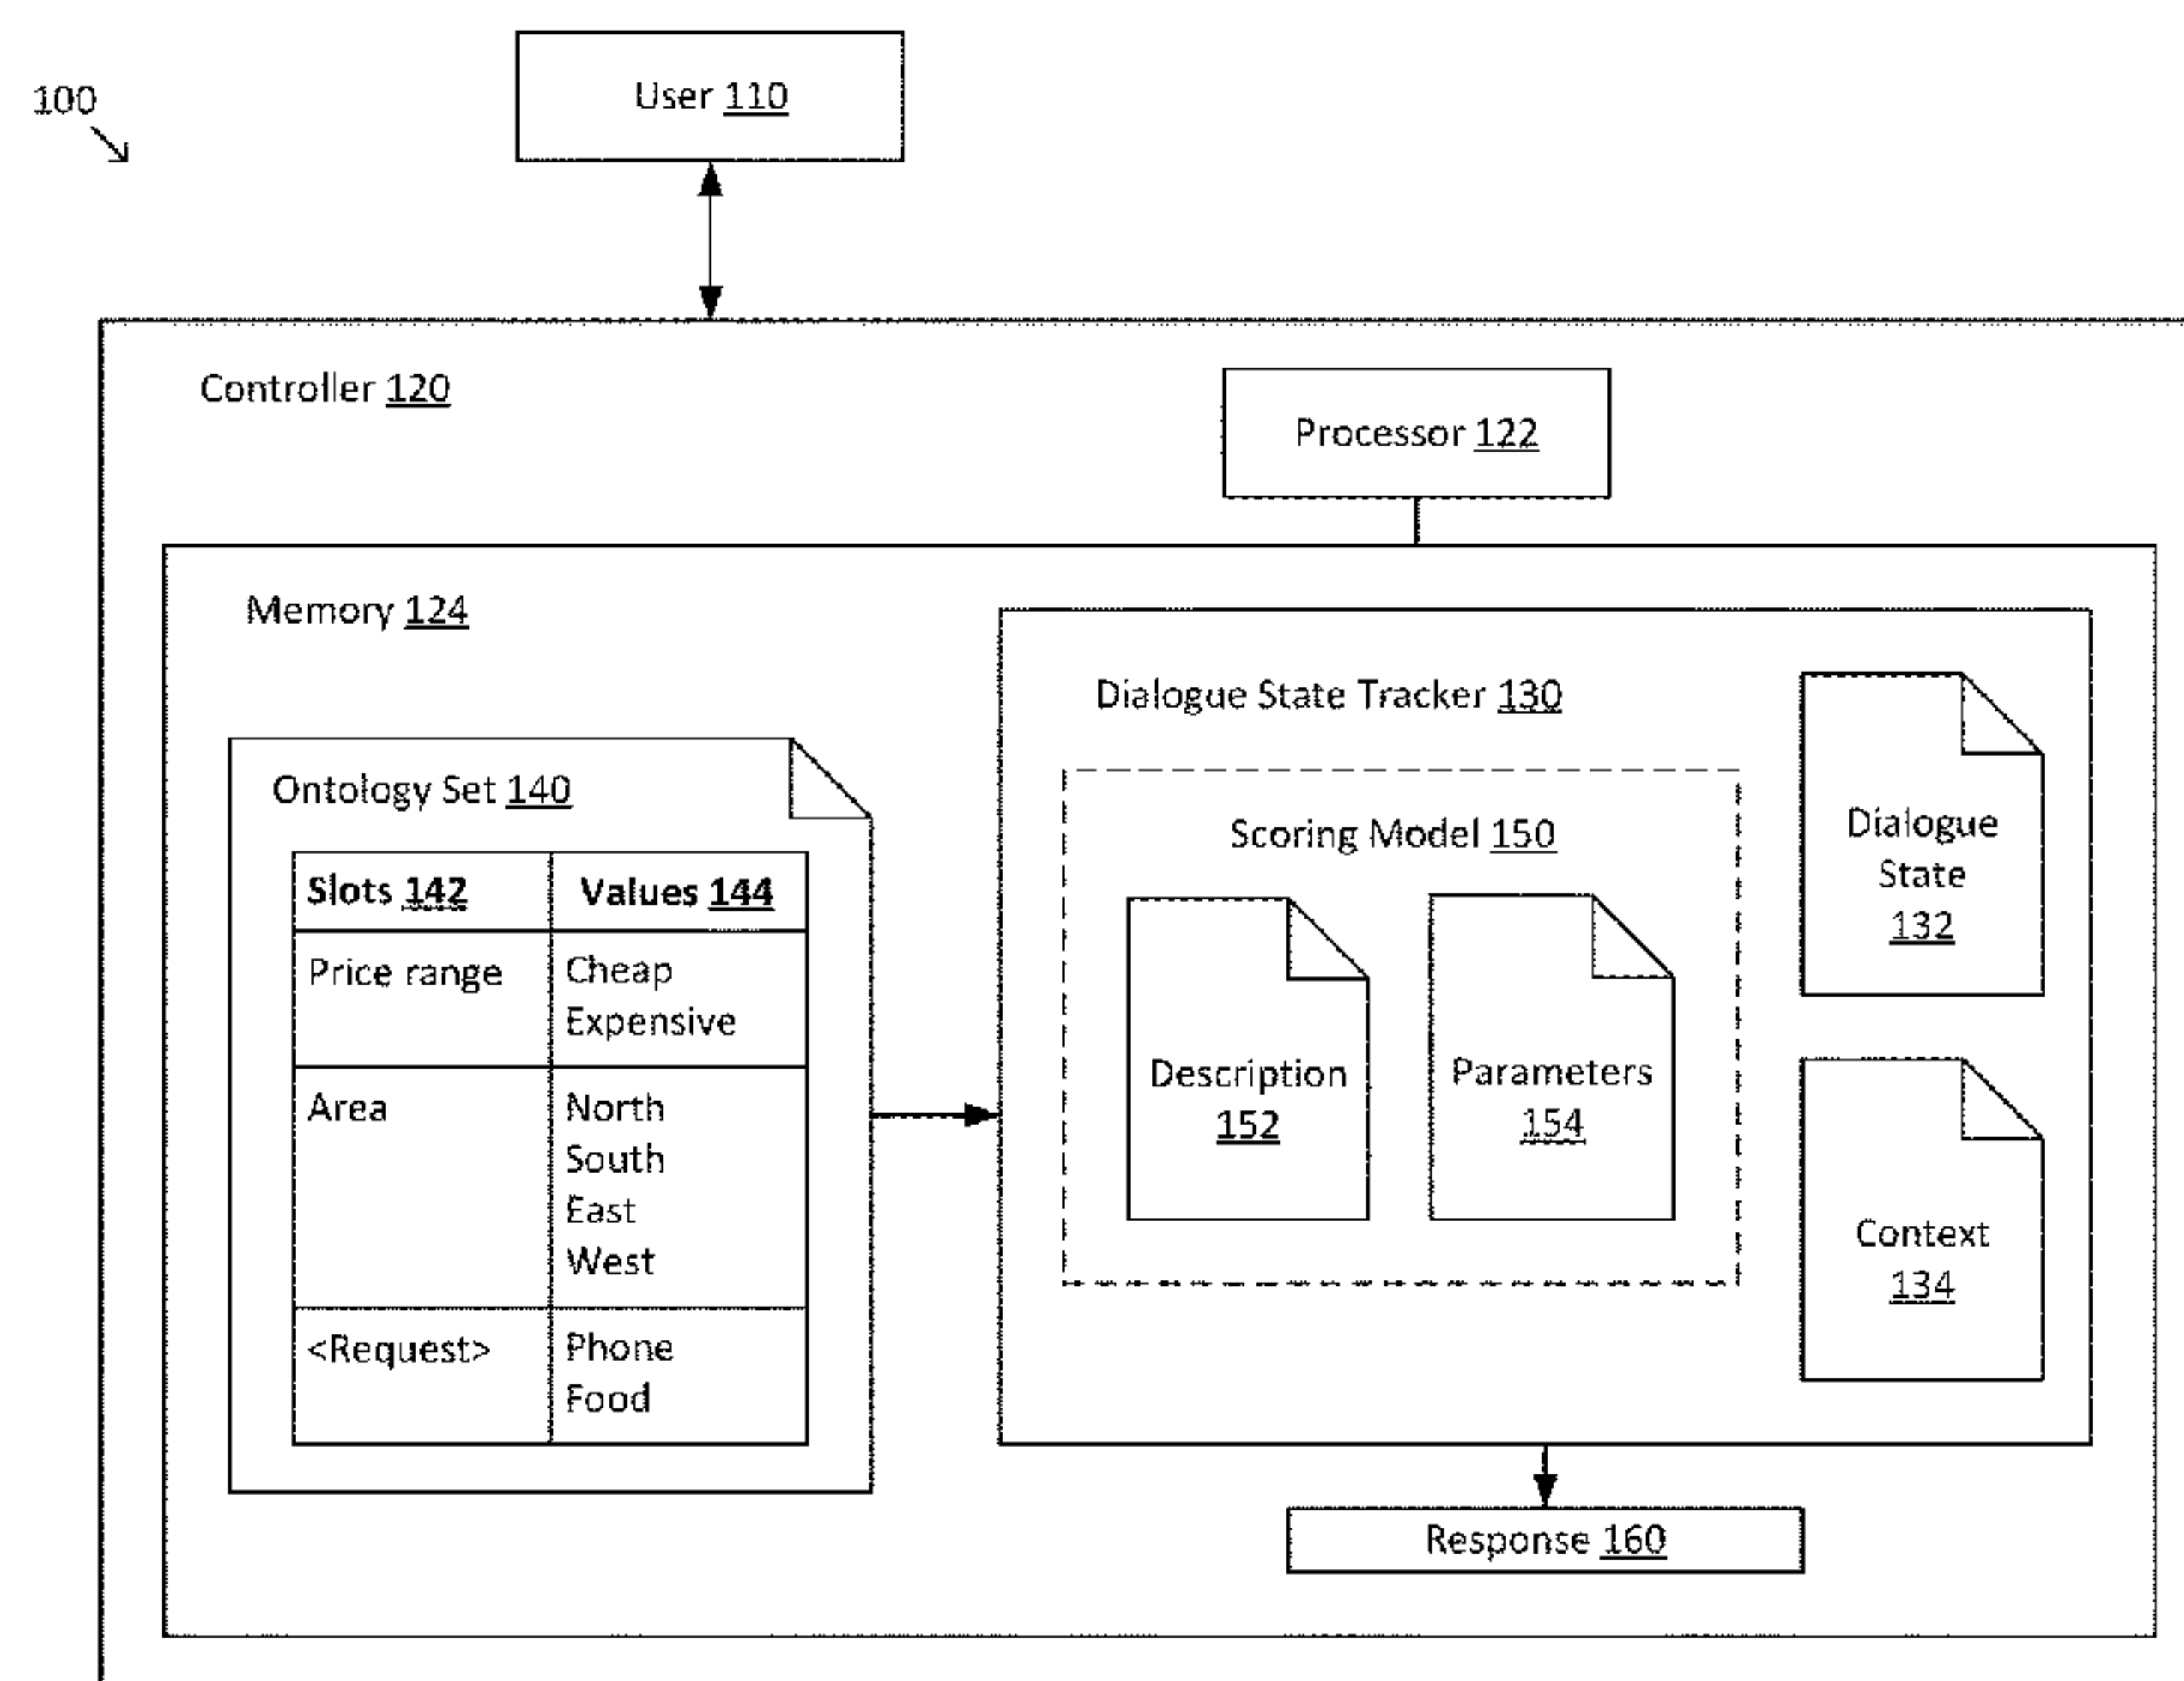 100
User 110
Controller 120
Processor 122
Memory 124
Ontology Set 140
Slots 142 Values 144
Price range Cheap
Expensive
Area North
South
East
West
<Request> Phone
Food
Dialogue State Tracker 130
Scoring Model 150
Description
152
Parameters
154
Dialogue
State
132
Context
134
Response 160